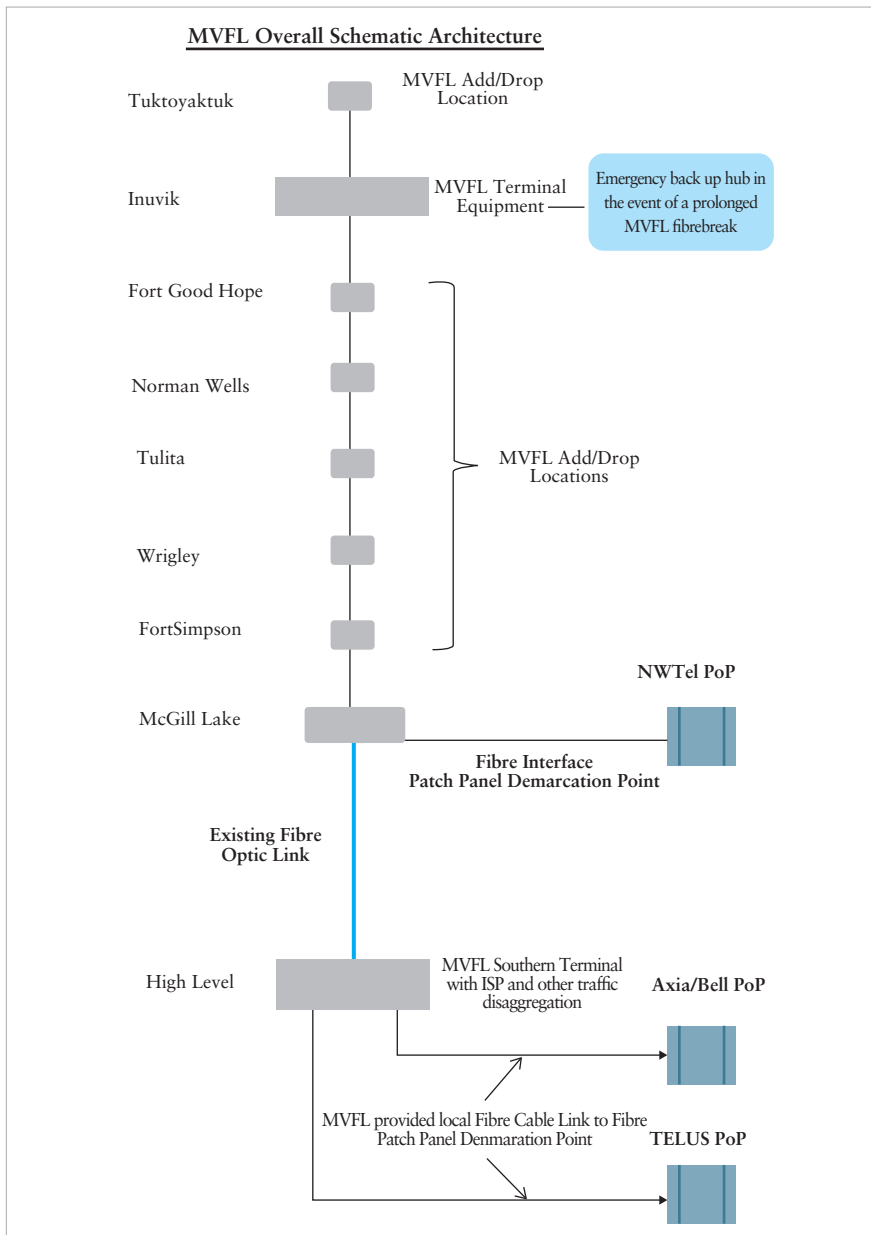 MVFL Overall Schematic Architecture
Tuktoyaktuk
MVFL Add/Drop
Location
Inuvik
MVFL Terminal
Equipment
Emergency back up hub in
the event of a prolonged
MVFL fibrebreak
Fort Good Hope
Norman Wells
Tulita
MVFL Add/Drop
Locations
Wrigley
FortSimpson
NWTel PoP
McGill Lake
Fibre Interface
Patch Panel Demarcation Point
Existing Fibre
Optic Link
High Level
MVFL Southern Terminal
with ISP and other traffic
disaggregation
Axia/Bell PoP
MVFL provided local Fibre Cable Link to Fibre
Patch Panel Denmaration Point
TELUS PoP